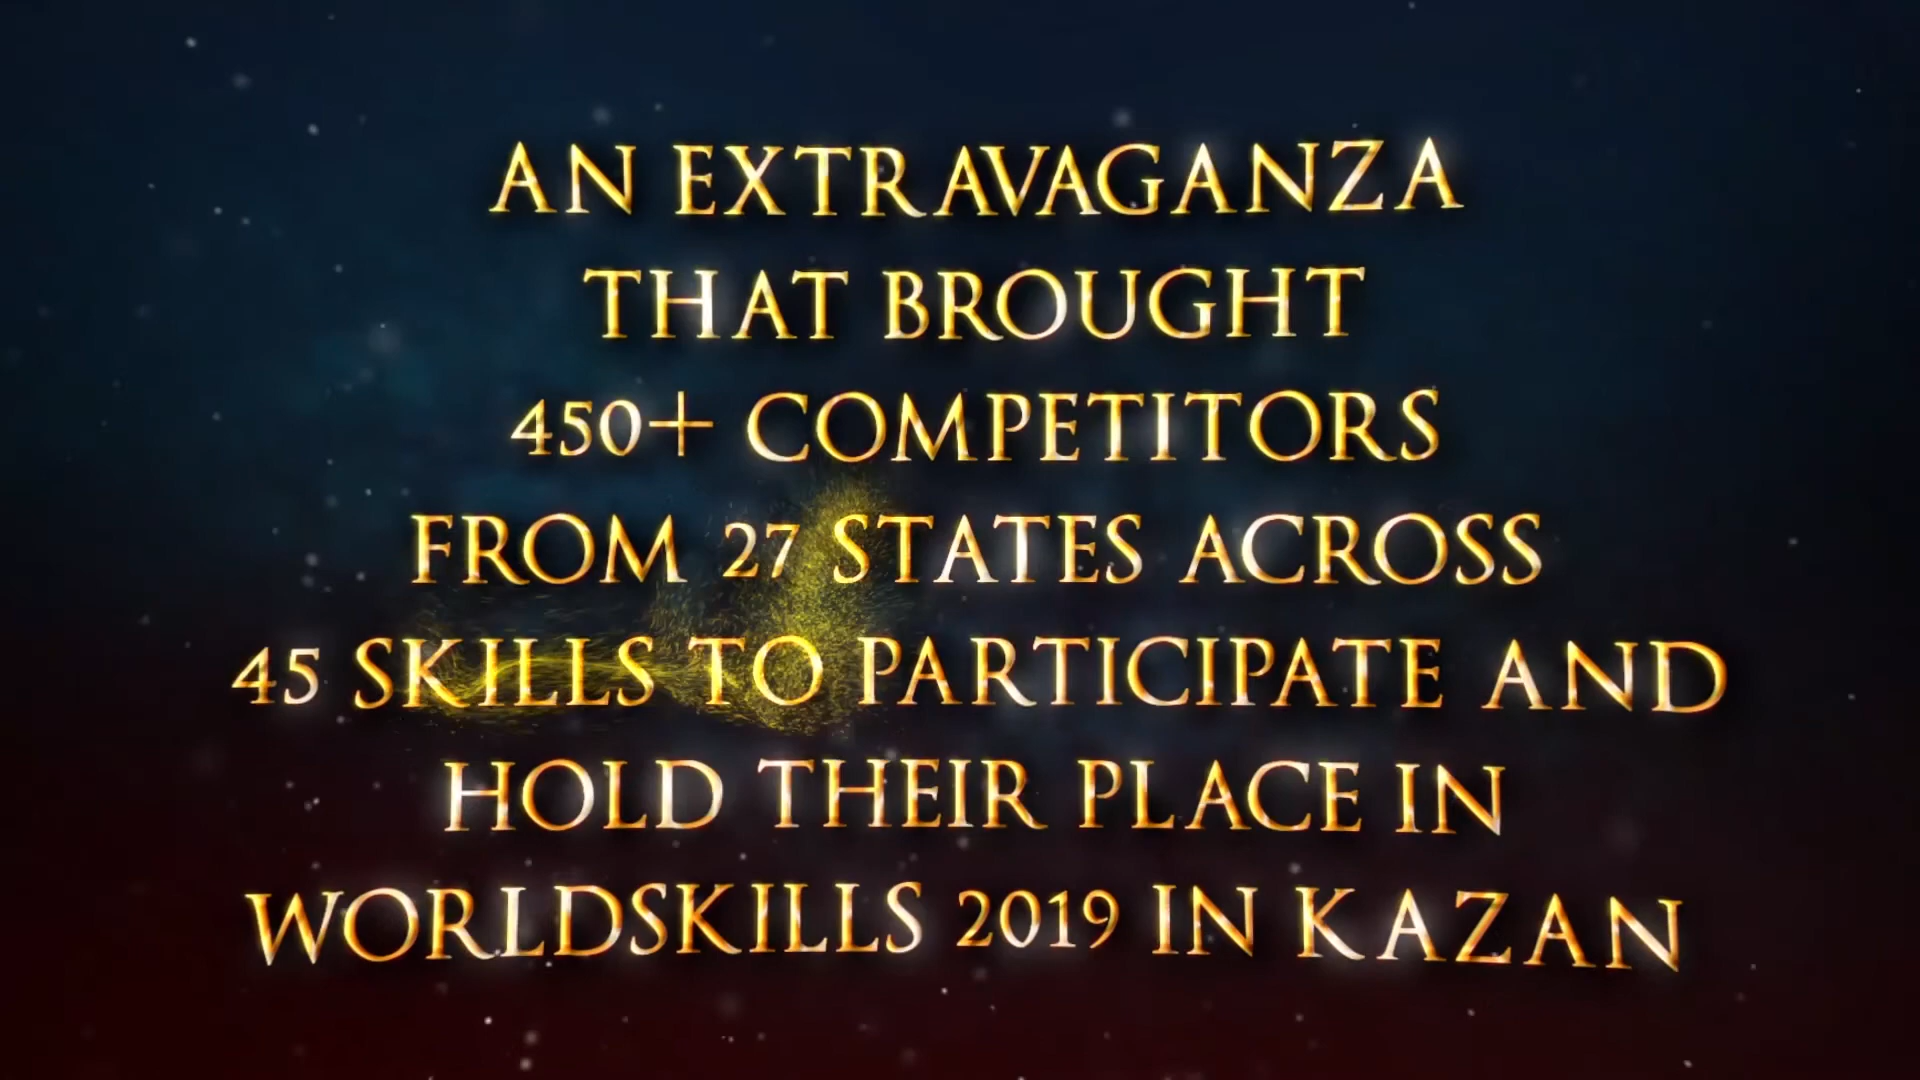 AN EXTRAVAGANZA
THAT BROUGHT
450+ COMPETITORS
FROM 27 STATES ACROSS
45 SKILLS TO PARTICIPATE AND
HOLD THEIR PLACE IN
WORLDSKILLS 2019 IN KAZAN